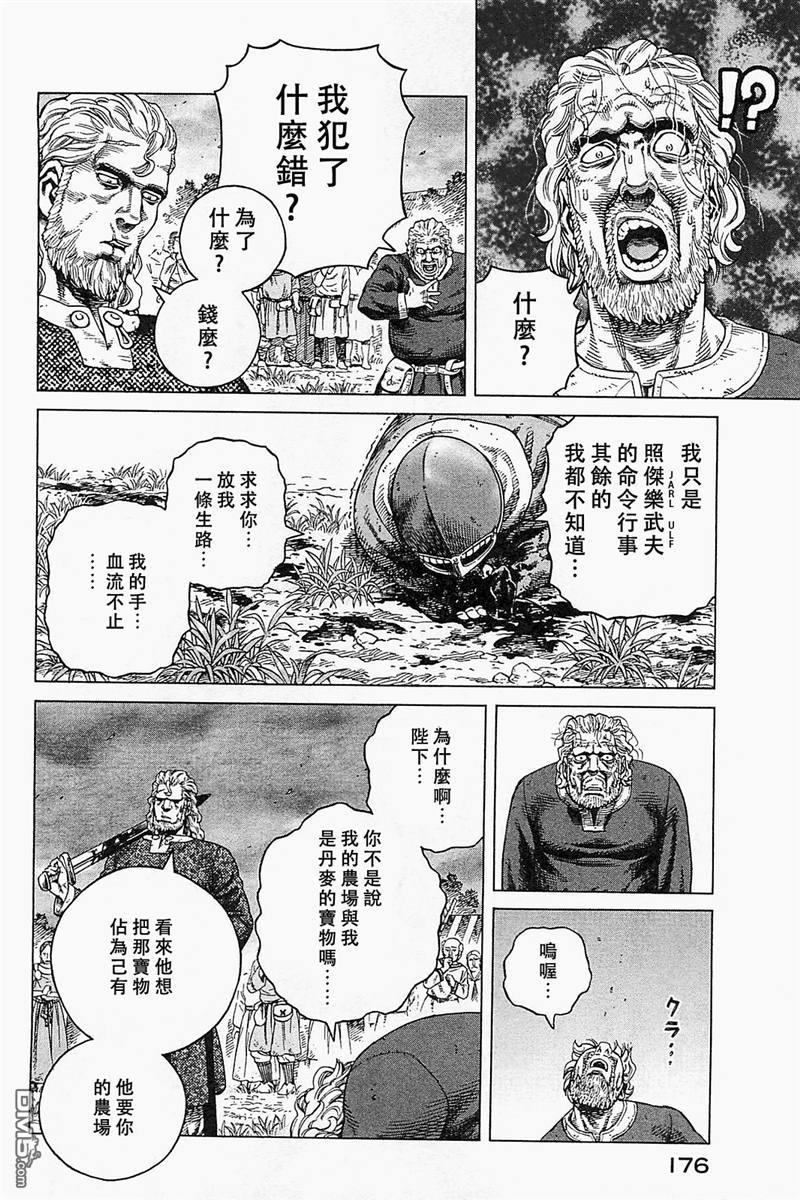 !?
什麼?
我犯了
什麼錯?
為了
什麼?
錢麼?
我只是
照傑樂武夫
JARL ULF
的命令行事
其餘的
我都不知道…
求求你…
放我
一條生路…
我的手…
血流不止
……
嗚喔…
クラ…
為什麼啊…
陛下…
你不是說
我的農場與我
是丹麥的寶物嗎……
看來他想
把那寶物
佔為己有
他要你
的農場
176
DM5.com